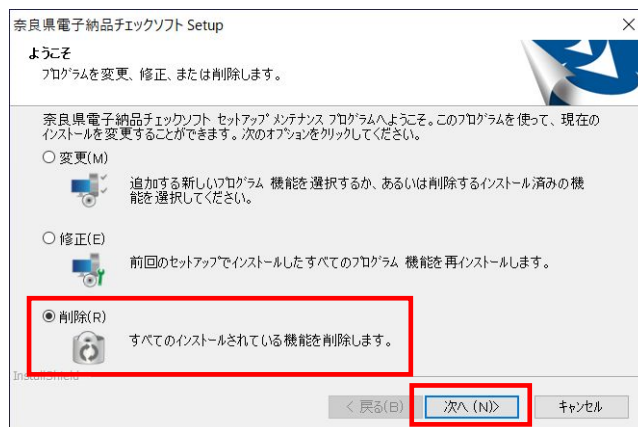 奈良県電子納品チェックソフト Setup
ようこそ
プログラムを変更、修正、または削除します。
奈良県電子納品チェックソフト セットアップ メンテナンス プログラムへようこそ。このプログラムを使って、現在の
インストールを変更することができます。次のオプションをクリックしてください。
変更(M)
追加する新しいプログラム 機能を選択するか、あるいは削除するインストール済みの機
能を選択してください。
修正(E)
前回のセットアップでインストールしたすべてのプログラム 機能を再インストールします。
削除(R)
すべてのインストールされている機能を削除します。
InstallShield
< 戻る(B) 次へ (N)> キャンセル